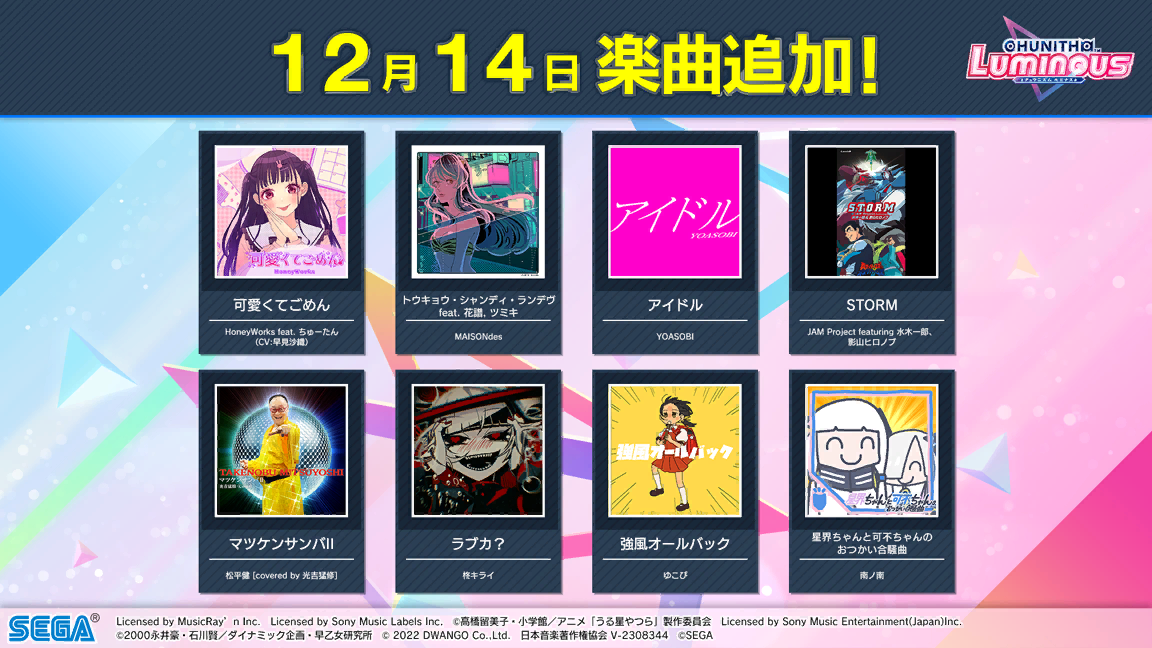 12月14日 楽曲追加!
CHUNITHM
LUMINOUS
可愛くてごめん
HoneyWorks
可愛くてごめん
HoneyWorks feat. ちゅーたん
(CV:早見沙織)
トウキョウ・シャンディ・ランデヴ
feat. 花譜, ツミキ
MAISONdes
アイドル
YOASOBI
アイドル
YOASOBI
STORM
STORM
JAM Project featuring 水木一郎、
影山ヒロノブ
TAKENOBU MITSUYOSHI
マツケンサンバII
マツケンサンバII
松平健 [covered by 光吉猛修]
ラブカ?
柊キライ
強風オールバック
強風オールバック
ゆこぴ
星界ちゃんと可不ちゃんの
おつかい合騒曲
星界ちゃんと可不ちゃんの
おつかい合騒曲
南ノ南
SEGA®
Licensed by MusicRay'n Inc. Licensed by Sony Music Labels Inc. ©高橋留美子・小学館／アニメ「うる星やつら」製作委員会 Licensed by Sony Music Entertainment(Japan)Inc.
©2000永井豪・石川賢／ダイナミック企画・早乙女研究所 © 2022 DWANGO Co.,Ltd. 日本音楽著作権協会 V-2308344 ©SEGA